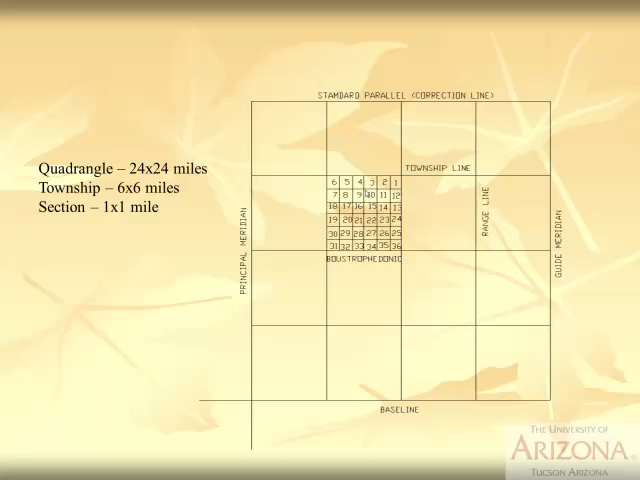 STAMDARD PARALLEL (CORRECTION LINE)
Quadrangle – 24x24 miles
Township – 6x6 miles
Section – 1x1 mile
TOWNSHIP LINE
RANGE LINE
PRINCIPAL MERIDIAN
GUIDE MERIDIAN
6 5 4 3 2 1
7 8 9 10 11 12
18 17 16 15 14 13
19 20 21 22 23 24
30 29 28 27 26 25
31 32 33 34 35 36
BOUSTROPHEDONIC
BASELINE
THE UNIVERSITY OF
ARIZONA®
TUCSON ARIZONA